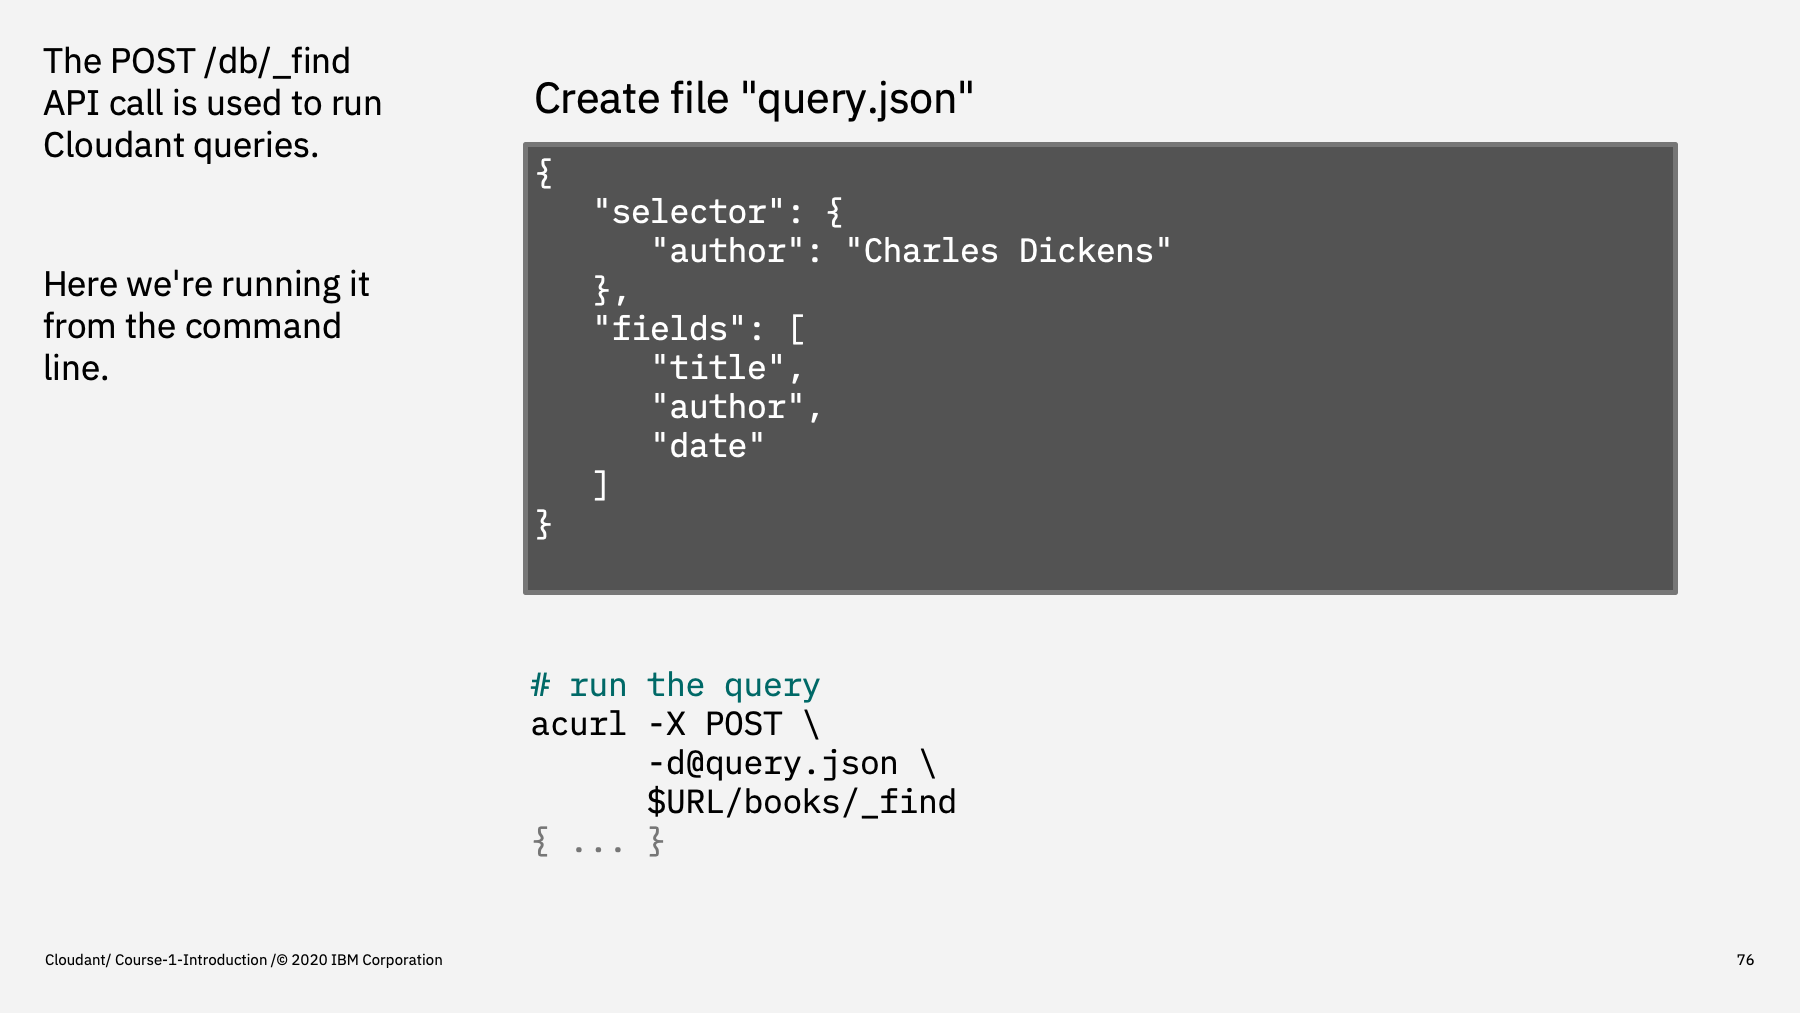 The POST /db/_find
API call is used to run
Cloudant queries.
Here we're running it
from the command
line.
Create file "query.json"
{
   "selector": {
      "author": "Charles Dickens"
   },
   "fields": [
      "title",
      "author",
      "date"
   ]
}
# run the query
acurl -X POST \
      -d@query.json \
      $URL/books/_find
{ ... }
Cloudant/ Course-1-Introduction /© 2020 IBM Corporation
76